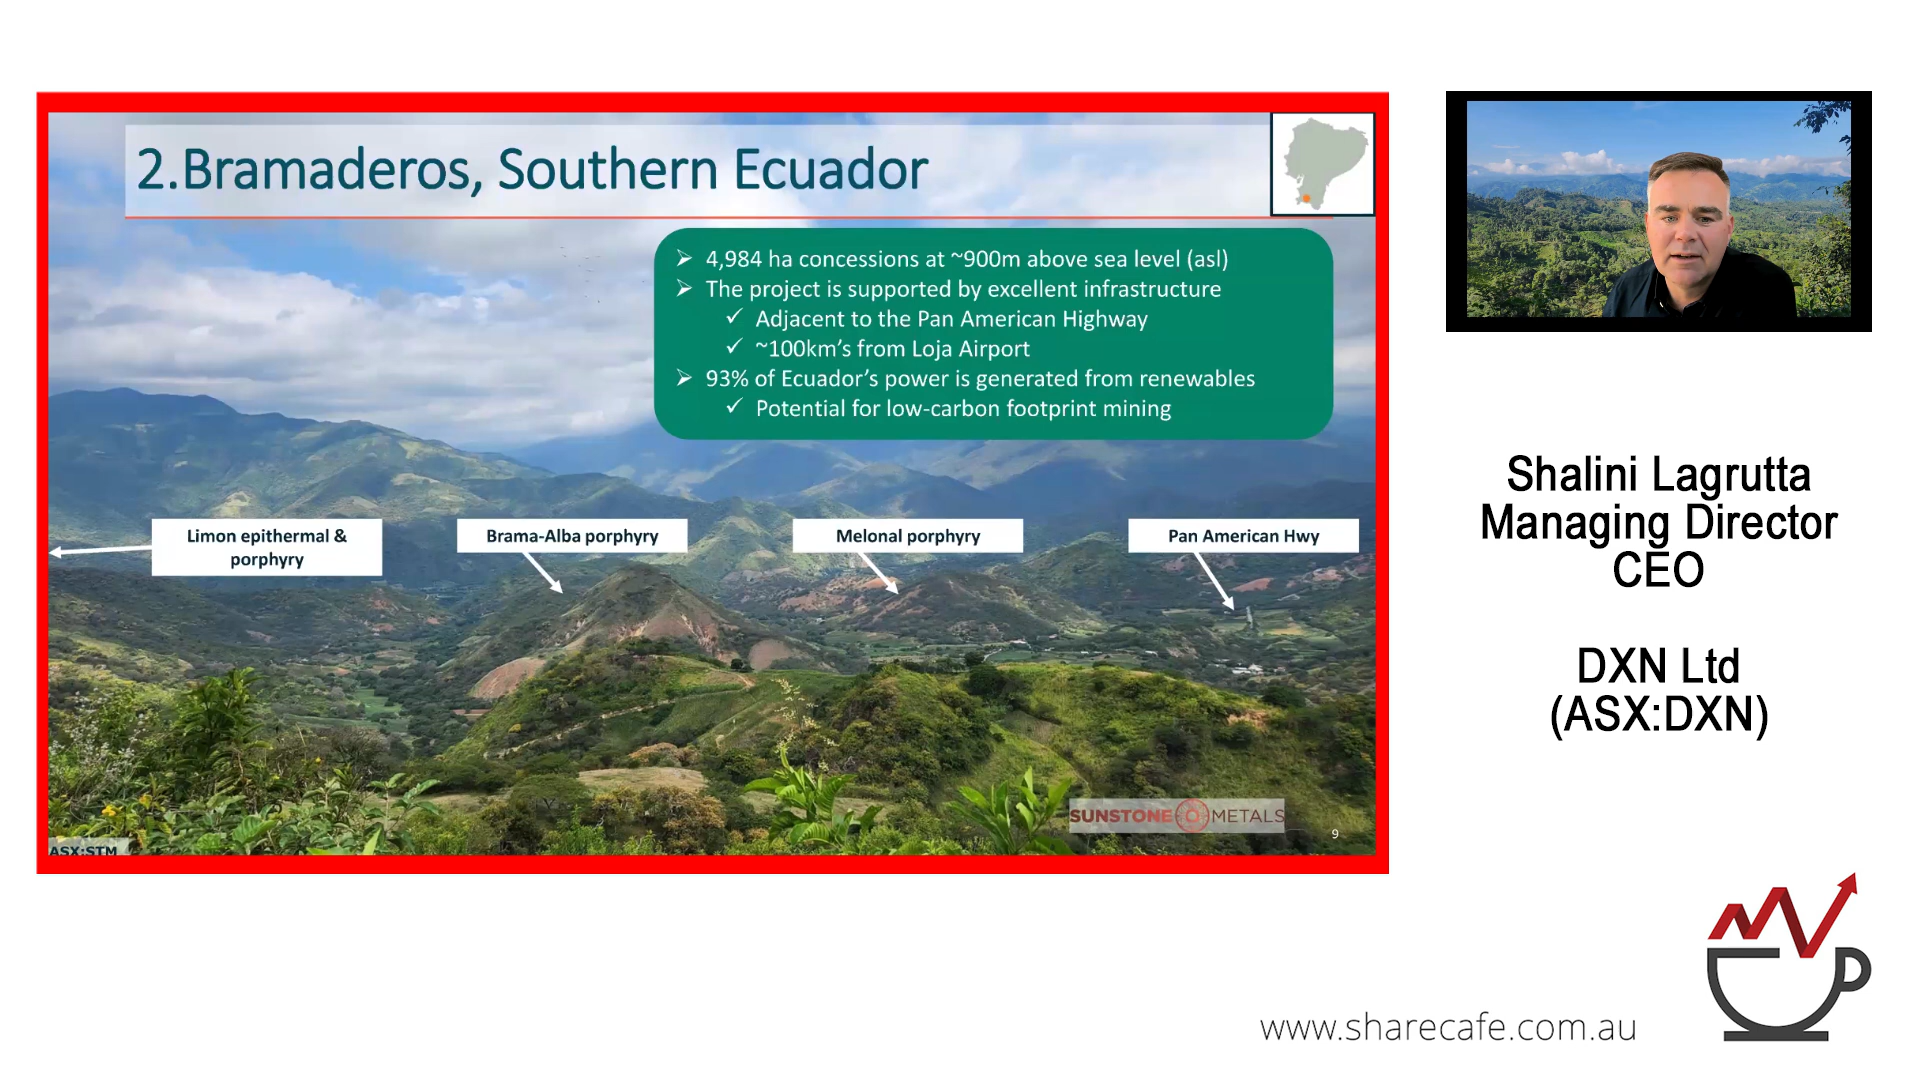 2.Bramaderos, Southern Ecuador
➢ 4,984 ha concessions at ~900m above sea level (asl)
➢ The project is supported by excellent infrastructure
✓ Adjacent to the Pan American Highway
✓ ~100km's from Loja Airport
➢ 93% of Ecuador's power is generated from renewables
✓ Potential for low-carbon footprint mining
Limon epithermal &
porphyry
Brama-Alba porphyry
Melonal porphyry
Pan American Hwy
SUNSTONE METALS
9
ASX:STM
Shalini Lagrutta
Managing Director
CEO
DXN Ltd
(ASX:DXN)
www.sharecafe.com.au